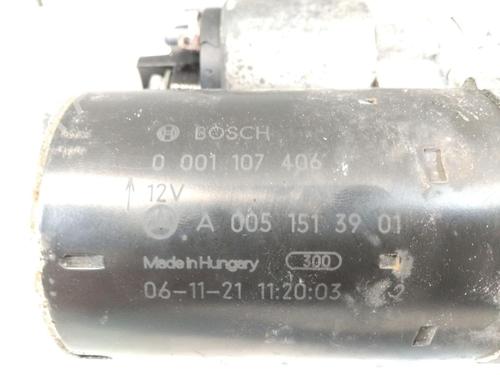 BOSCH
0 001 107 406
12V
A 005 151 39 01
Made in Hungary 300
06-11-21 11:20:03 2